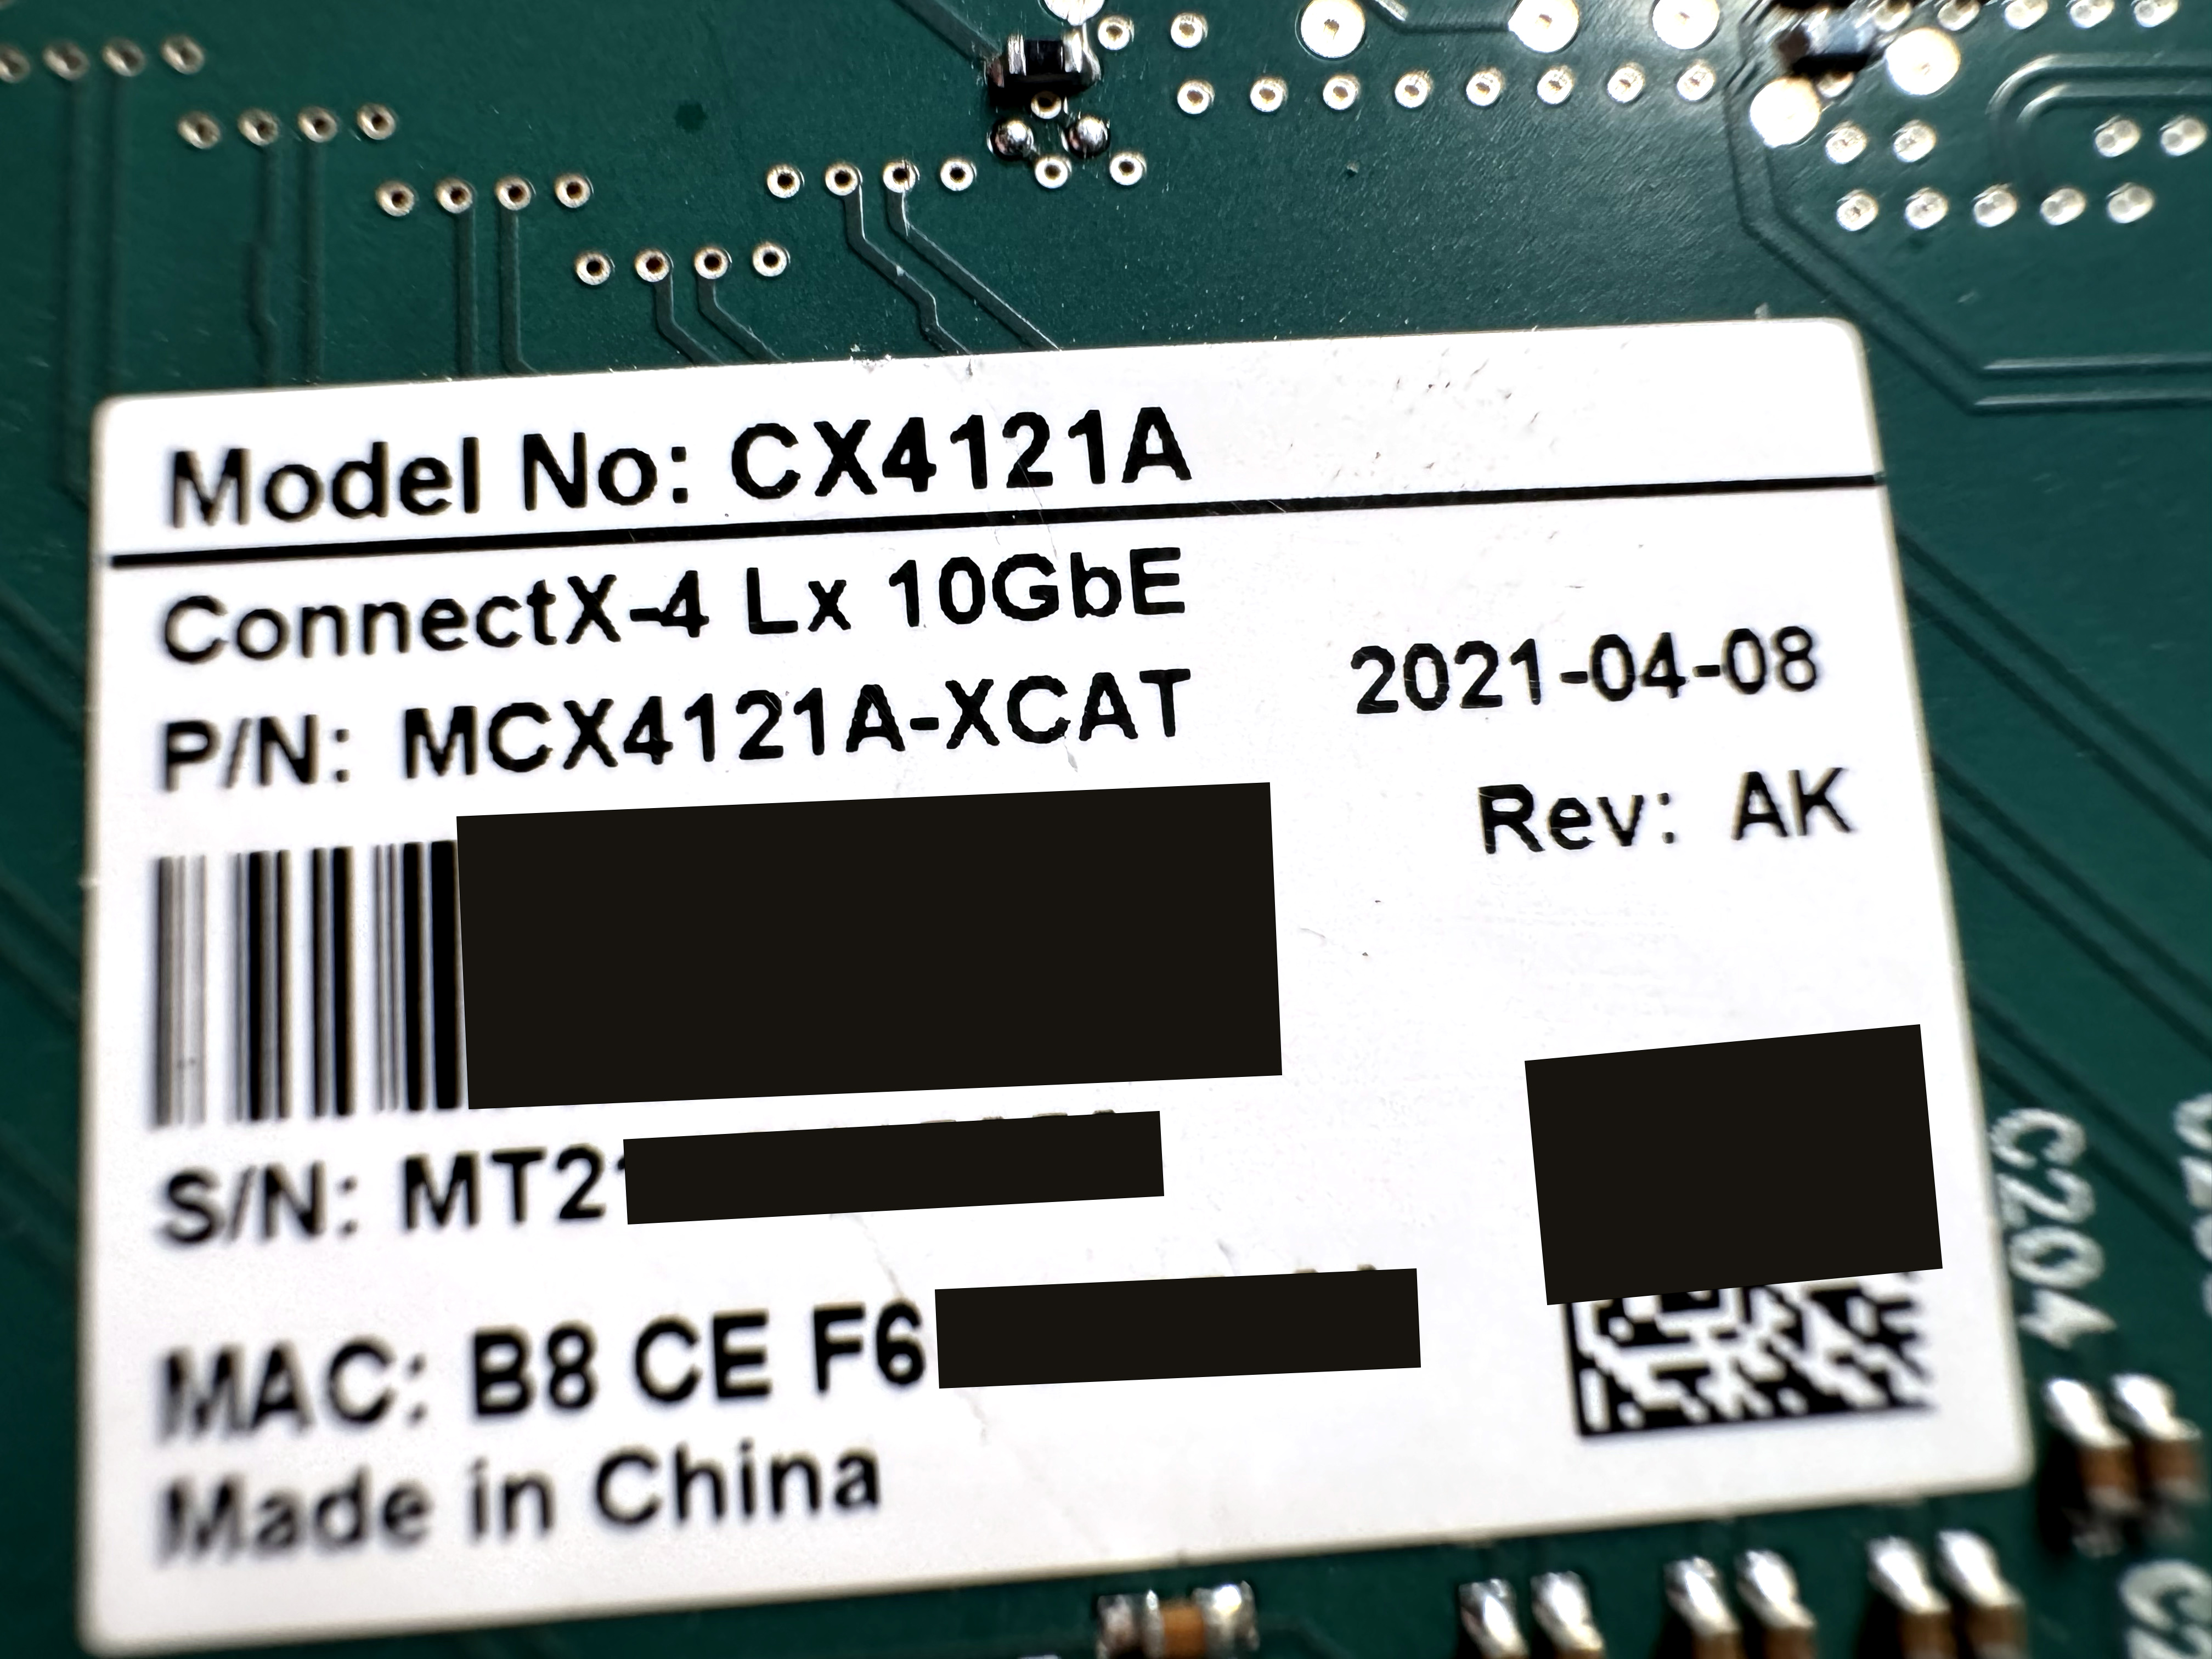 Model No: CX4121A
ConnectX-4 Lx 10GbE
P/N: MCX4121A-XCAT
2021-04-08
Rev: AK
S/N: MT2
MAC: B8 CE F6
Made in China
C204